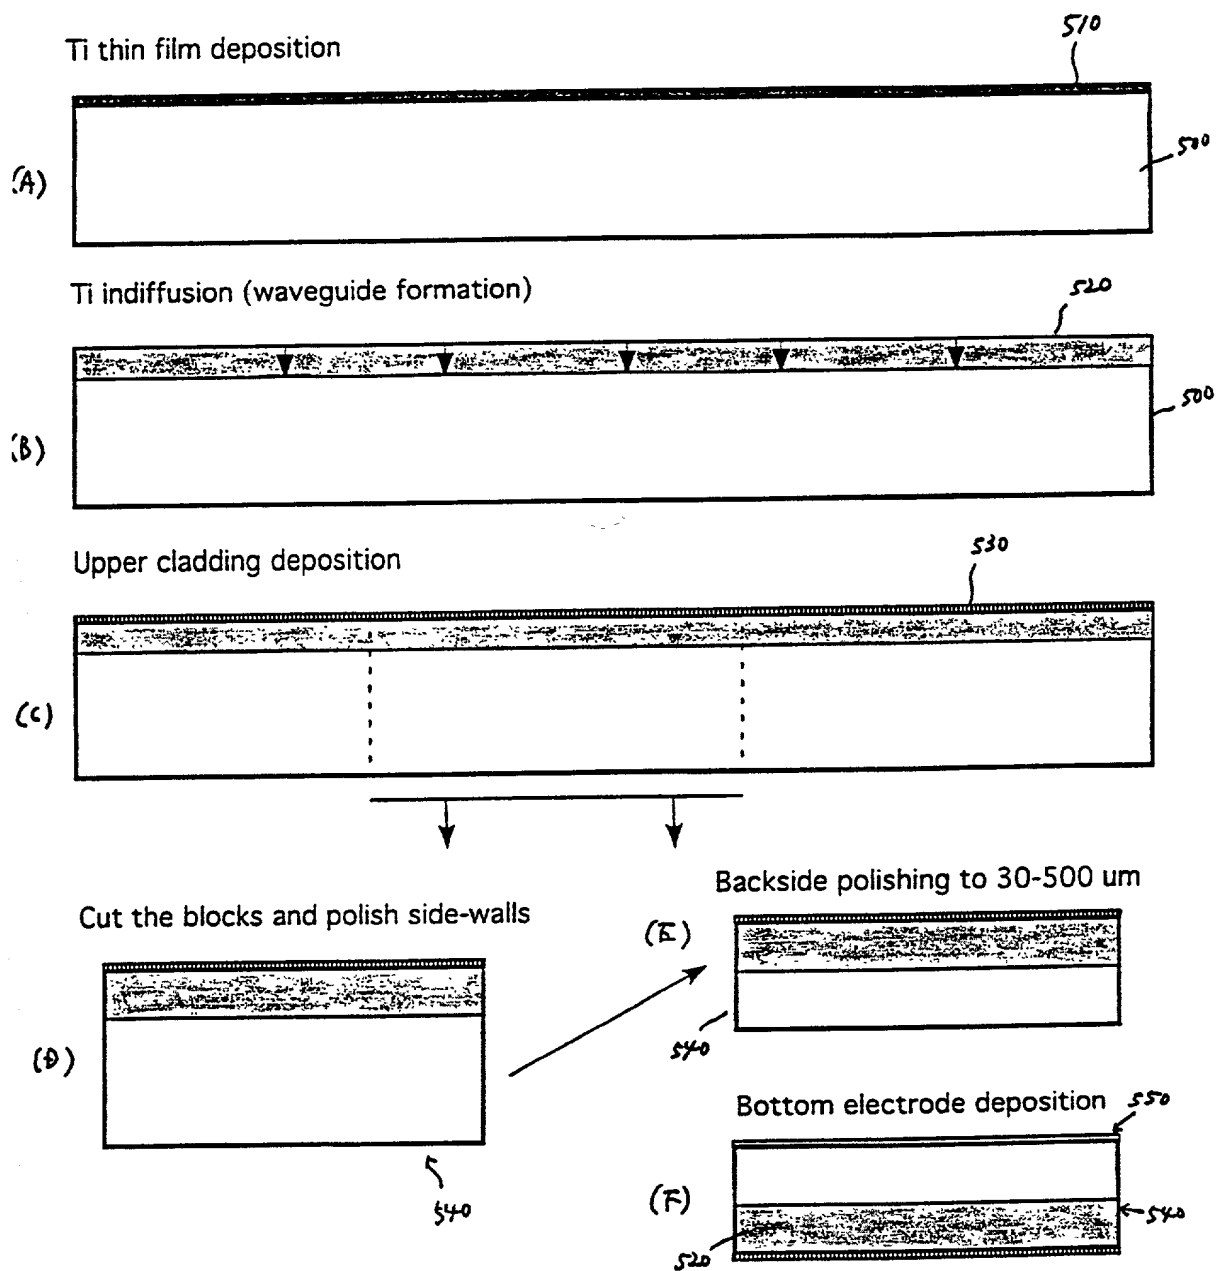 Ti thin film deposition
510
500
(A)
Ti indiffusion (waveguide formation)
520
500
(B)
Upper cladding deposition
530
(C)
Backside polishing to 30-500 um
Cut the blocks and polish side-walls
(E)
540
(D)
540
Bottom electrode deposition
550
(F)
540
520